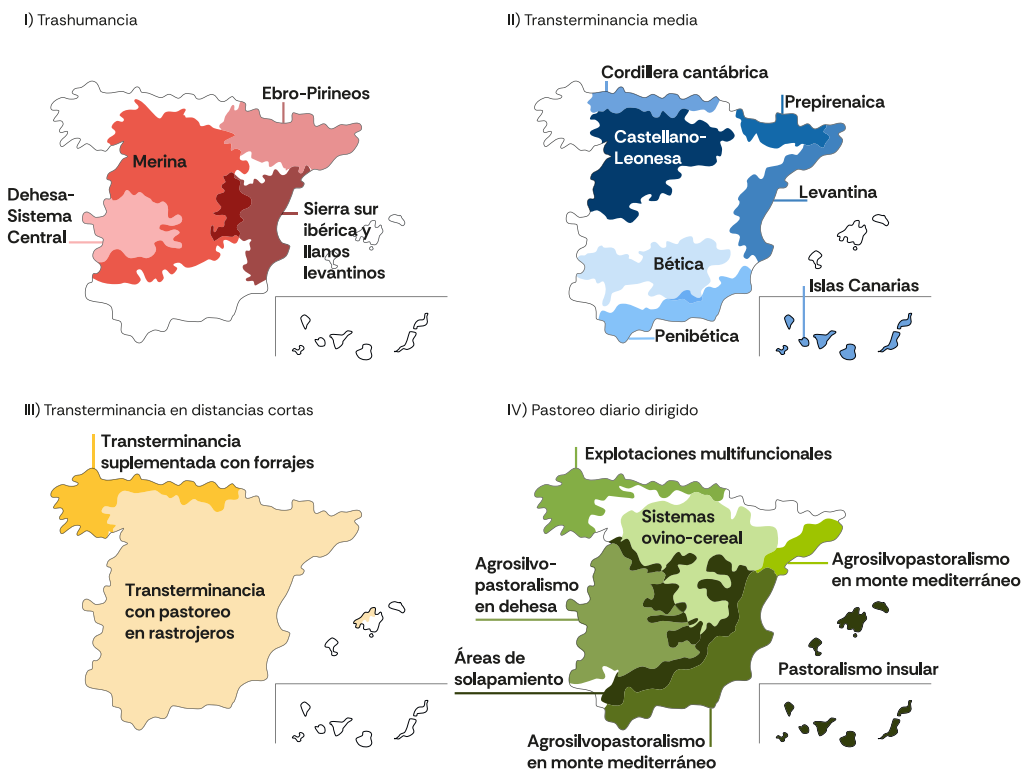 I) Trashumancia
Ebro-Pirineos
Merina
Dehesa-
Sistema
Central
Sierra sur
ibérica y
llanos
levantinos
II) Transterminancia media
Cordillera cantábrica
Prepirenaica
Castellano-
Leonesa
Levantina
Bética
Islas Canarias
Penibética
III) Transterminancia en distancias cortas
Transterminancia
suplementada con forrajes
Transterminancia
con pastoreo
en rastrojeros
IV) Pastoreo diario dirigido
Explotaciones multifuncionales
Sistemas
ovino-cereal
Agrosilvo-
pastoralismo
en dehesa
Agrosilvopastoralismo
en monte mediterráneo
Áreas de
solapamiento
Pastoralismo insular
Agrosilvopastoralismo
en monte mediterráneo